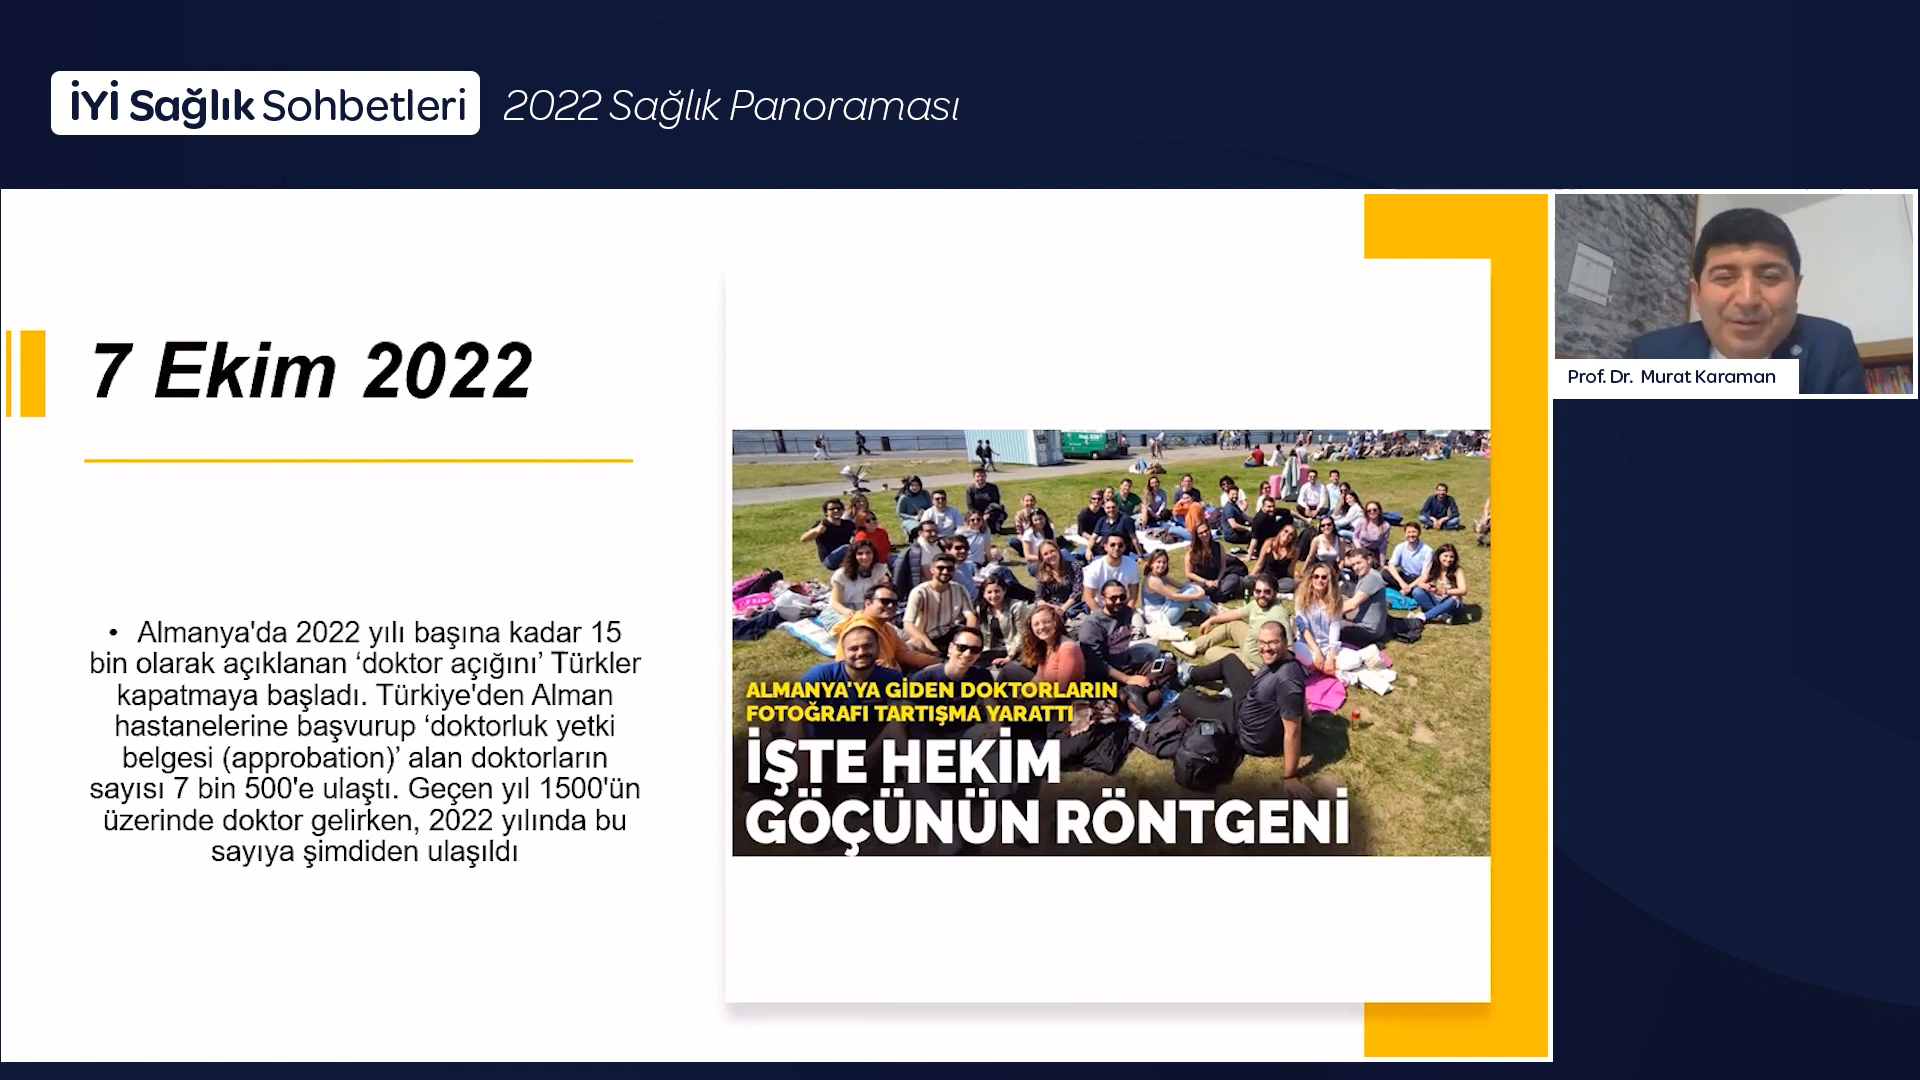 İYİ Sağlık Sohbetleri 2022 Sağlık Panoraması
7 Ekim 2022
• Almanya'da 2022 yılı başına kadar 15
bin olarak açıklanan ‘doktor açığını’ Türkler
kapatmaya başladı. Türkiye'den Alman
hastanelerine başvurup ‘doktorluk yetki
belgesi (approbation)’ alan doktorların
sayısı 7 bin 500'e ulaştı. Geçen yıl 1500'ün
üzerinde doktor gelirken, 2022 yılında bu
sayıya şimdiden ulaşıldı
ALMANYA'YA GİDEN DOKTORLARIN
FOTOĞRAFI TARTIŞMA YARATTI
İŞTE HEKİM
GÖÇÜNÜN RÖNTGENİ
Prof. Dr. Murat Karaman